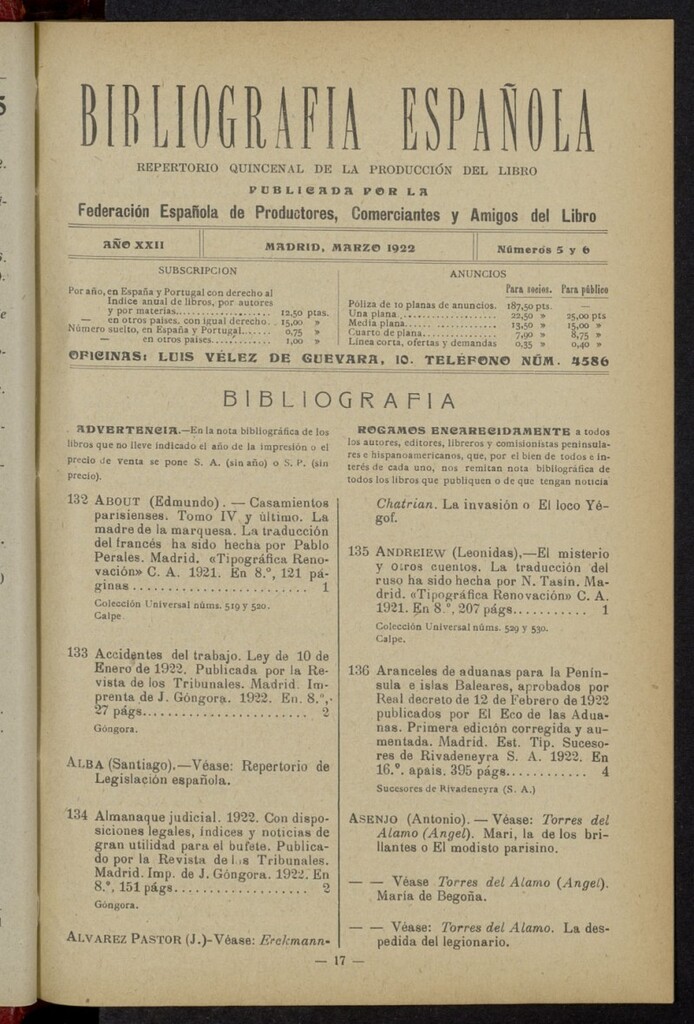 BIBLIOGRAFIA ESPAÑOLA
REPERTORIO QUINCENAL DE LA PRODUCCIÓN DEL LIBRO
PUBLICADA POR LA
Federación Española de Productores, Comerciantes y Amigos del Libro
AÑO XXII
MADRID, MARZO 1922
Números 5 y 6
SUBSCRIPCION
Por año, en España y Portugal con derecho al
Indice anual de libros, por autores
y por materias..................... 12,50 ptas.
— en otros países, con igual derecho. 15,00 »
Número suelto, en España y Portugal....... 0,75 »
— en otros países............. 1,00 »
ANUNCIOS
Para socios. Para público
Póliza de 10 planas de anuncios. 187,50 pts. —
Una plana................... 22,50 » 25,00 pts
Media plana................. 13,50 » 15,00 »
Cuarto de plana............. 7,90 » 8,75 »
Línea corta, ofertas y demandas 0,35 » 0,40 »
OFICINAS: LUIS VÉLEZ DE GUEVARA, 10. TELÉFONO NÚM. 4586
BIBLIOGRAFIA
ADVERTENCIA.—En la nota bibliográfica de los
libros que no lleve indicado el año de la impresión o el
precio de venta se pone S. A. (sin año) o S. P. (sin
precio).
132 ABOUT (Edmundo). — Casamientos
parisienses. Tomo IV y último. La
madre de la marquesa. La traducción
del francés ha sido hecha por Pablo
Perales. Madrid. «Tipográfica Reno-
vación» C. A. 1921. En 8.º, 121 pá-
ginas ........................ 1
Colección Universal núms. 519 y 520.
Calpe.
133 Accidentes del trabajo. Ley de 10 de
Enero de 1922. Publicada por la Re-
vista de los Tribunales. Madrid. Im-
prenta de J. Góngora. 1922. En. 8.º,
27 págs........................ 2
Góngora.
ALBA (Santiago).—Véase: Repertorio de
Legislación española.
134 Almanaque judicial. 1922. Con dispo-
siciones legales, índices y noticias de
gran utilidad para el bufete. Publica-
do por la Revista de los Tribunales.
Madrid. Imp. de J. Góngora. 1922. En
8.º, 151 págs.................... 2
Góngora.
ALVAREZ PASTOR (J.)-Véase: Erckmann-
ROGAMOS ENCARECIDAMENTE a todos
los autores, editores, libreros y comisionistas peninsula-
res e hispanoamericanos, que, por el bien de todos e in-
terés de cada uno, nos remitan nota bibliográfica de
todos los libros que publiquen o de que tengan noticia
Chatrian. La invasión o El loco Yé-
gof.
135 ANDREIEW (Leonidas),—El misterio
y otros cuentos. La traducción del
ruso ha sido hecha por N. Tasín. Ma-
drid. «Tipográfica Renovación» C. A.
1921. En 8.º, 207 págs............ 1
Colección Universal núms. 529 y 530.
Calpe.
136 Aranceles de aduanas para la Penín-
sula e islas Baleares, aprobados por
Real decreto de 12 de Febrero de 1922
publicados por El Eco de las Adua-
nas. Primera edición corregida y au-
mentada. Madrid. Est. Tip. Suceso-
res de Rivadeneyra S. A. 1922. En
16.º. apais. 395 págs............ 4
Sucesores de Rivadeneyra (S. A.)
ASENJO (Antonio). — Véase: Torres del
Alamo (Angel). Mari, la de los bri-
llantes o El modisto parisino.
— — Véase Torres del Alamo (Angel).
María de Begoña.
— — Véase: Torres del Alamo. La des-
pedida del legionario.
— 17 —